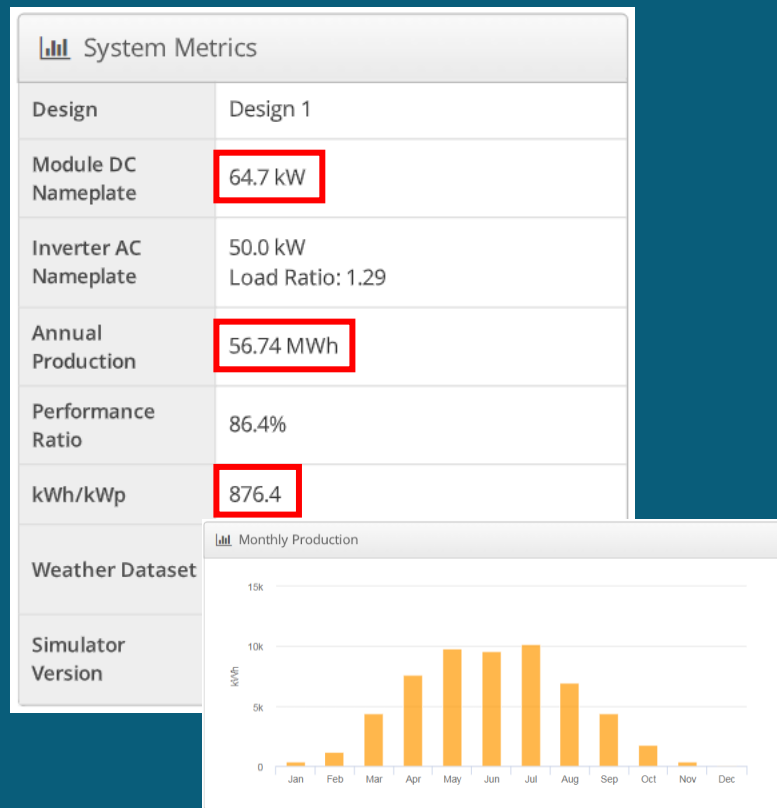 System Metrics
Design
Design 1
Module DC
Nameplate
64.7 kW
Inverter AC
Nameplate
50.0 kW
Load Ratio: 1.29
Annual
Production
56.74 MWh
Performance
Ratio
86.4%
kWh/kWp
876.4
Weather Dataset
Simulator
Version
Monthly Production
kWh
15k
10k
5k
0
Jan Feb Mar Apr May Jun Jul Aug Sep Oct Nov Dec